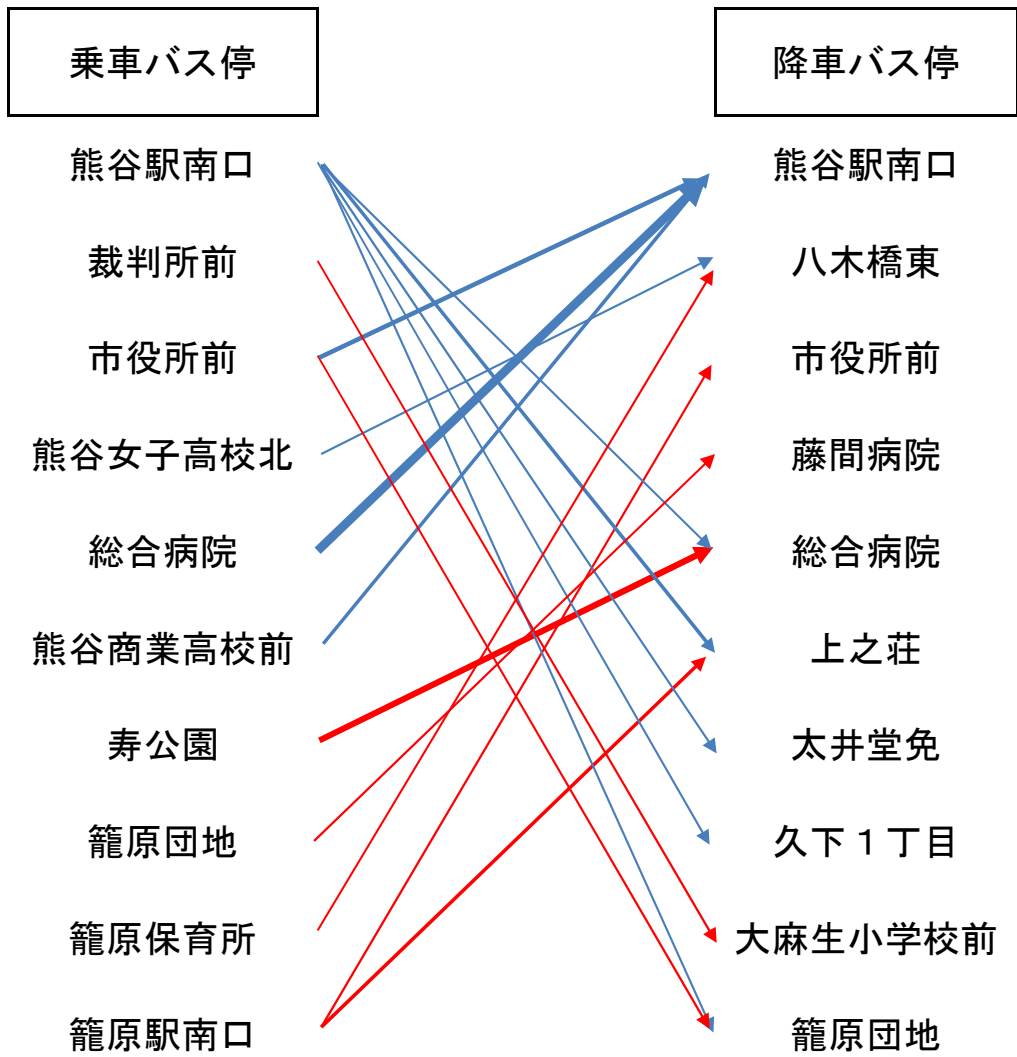 乗車バス停
降車バス停
熊谷駅南口
熊谷駅南口
裁判所前
八木橋東
市役所前
市役所前
熊谷女子高校北
藤間病院
総合病院
総合病院
熊谷商業高校前
上之荘
寿公園
太井堂免
籠原団地
久下１丁目
籠原保育所
大麻生小学校前
籠原駅南口
籠原団地